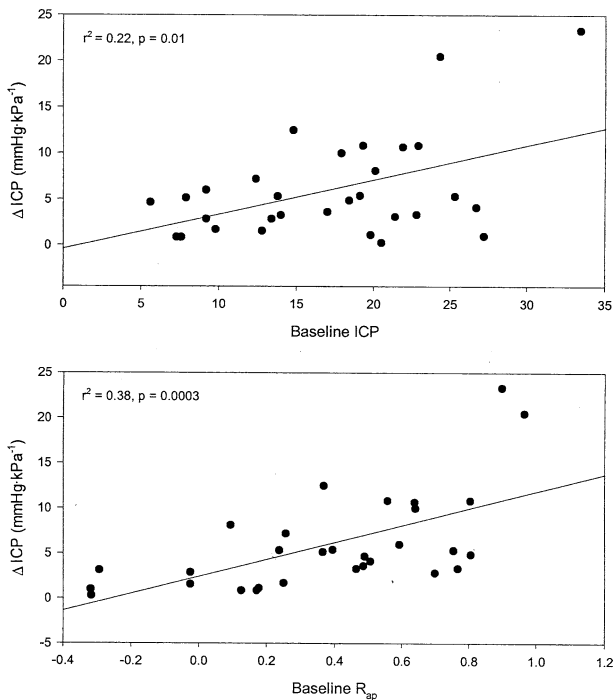 r² = 0.22, p = 0.01
25
20
15
10
5
0
Δ ICP (mmHg·kPa⁻¹)
0 5 10 15 20 25 30 35
Baseline ICP
r² = 0.38, p = 0.0003
25
20
15
10
5
0
-5
Δ ICP (mmHg·kPa⁻¹)
-0.4 -0.2 0.0 0.2 0.4 0.6 0.8 1.0 1.2
Baseline Rap